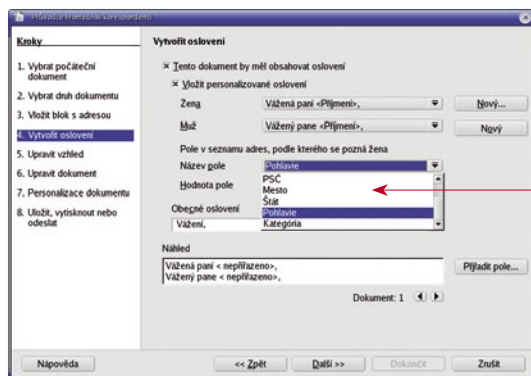 Průvodce hromadnou korespondencí
Kroky
1. Vybrat počáteční
dokument
2. Vybrat druh dokumentu
3. Vložit blok s adresou
4. Vytvořit oslovení
5. Upravit vzhled
6. Upravit dokument
7. Personalizace dokumentu
8. Uložit, vytisknout nebo
odeslat
Vytvořit oslovení
Tento dokument by měl obsahovat oslovení
Vložit personalizované oslovení
Žena Vážená paní <Příjmení>, Nový...
Muž Vážený pane <Příjmení>, Nový
Pole v seznamu adres, podle kterého se pozná žena
Název pole Pohlavie
Hodnota pole
PSČ
Mesto
Štát
Pohlavie
Kategória
Obecné oslovení
Vážení,
Náhled
Vážená paní < nepřiřazeno>,
Vážený pane < nepřiřazeno>,
Přiřadit pole...
Dokument: 1
Nápověda << Zpět Další >> Dokončit Zrušit